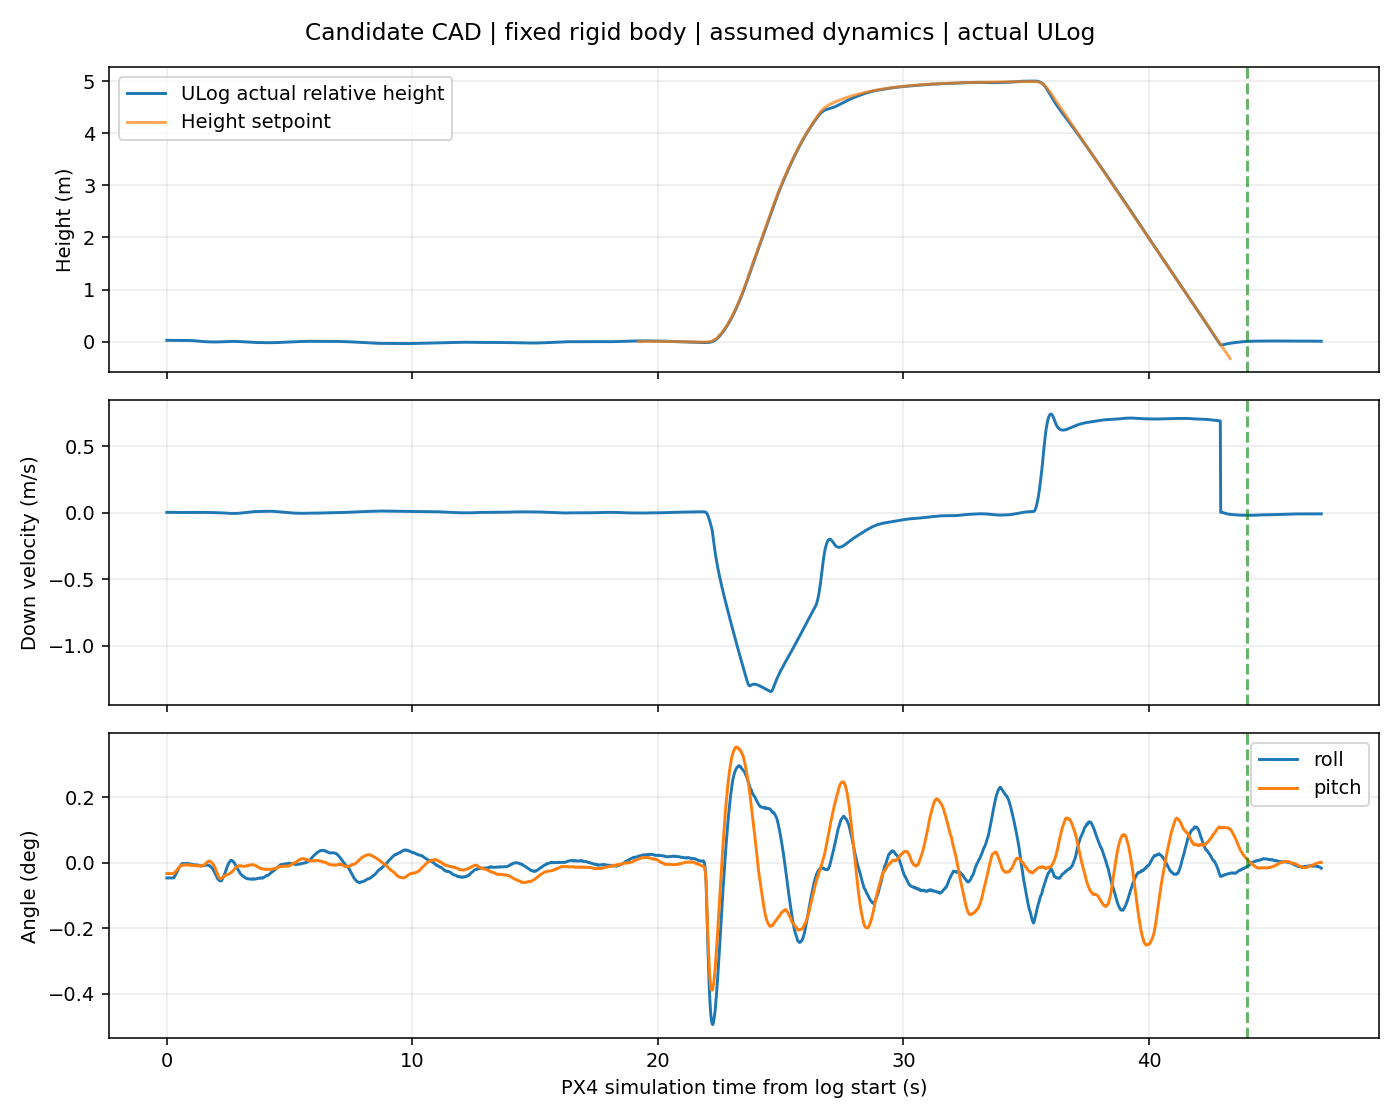 Candidate CAD | fixed rigid body | assumed dynamics | actual ULog
5
4
3
2
1
0
Height (m)
ULog actual relative height
Height setpoint
0.5
0.0
−0.5
−1.0
Down velocity (m/s)
0.2
0.0
−0.2
−0.4
Angle (deg)
roll
pitch
0 10 20 30 40
PX4 simulation time from log start (s)